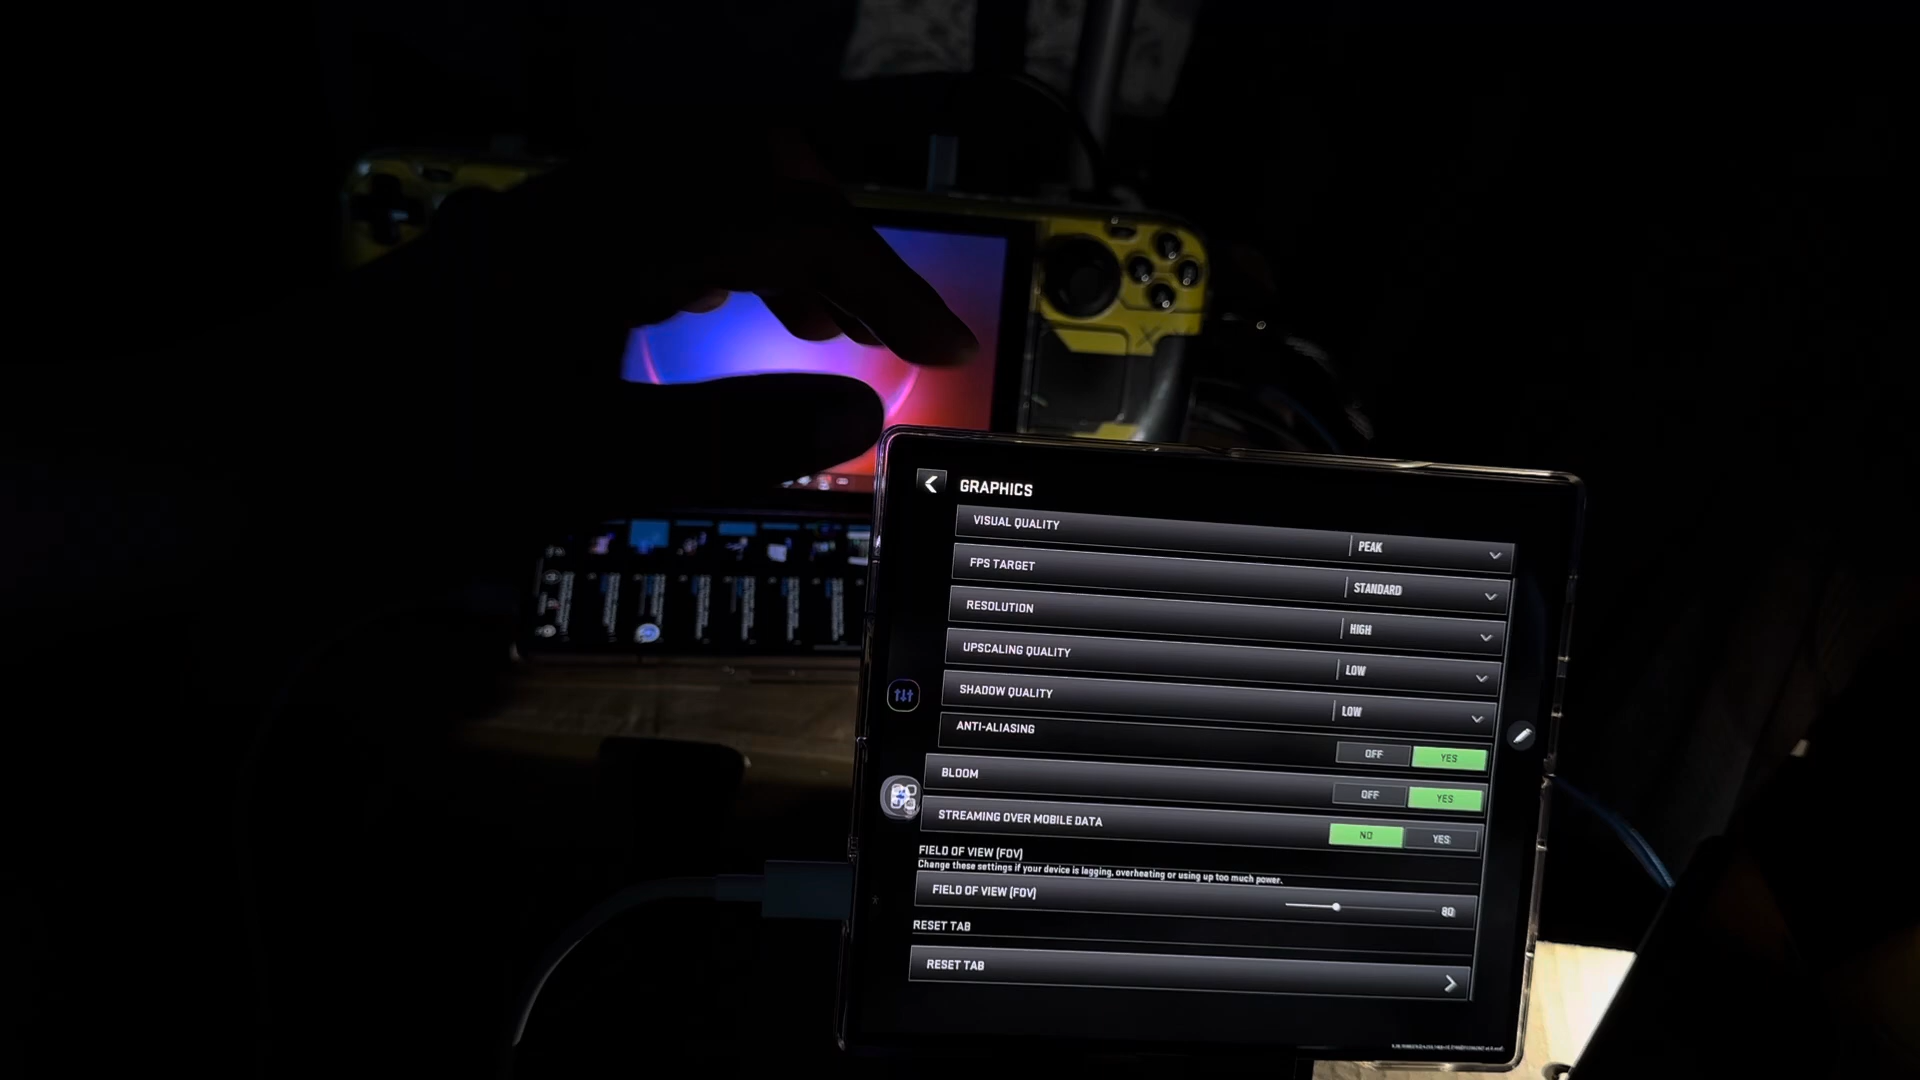 GRAPHICS
VISUAL QUALITY
PEAK
FPS TARGET
STANDARD
RESOLUTION
HIGH
UPSCALING QUALITY
LOW
SHADOW QUALITY
LOW
ANTI-ALIASING
OFF YES
BLOOM
OFF YES
STREAMING OVER MOBILE DATA
NO YES
FIELD OF VIEW (FOV)
Change these settings if your device is lagging, overheating or using up too much power.
FIELD OF VIEW (FOV)
80
RESET TAB
RESET TAB